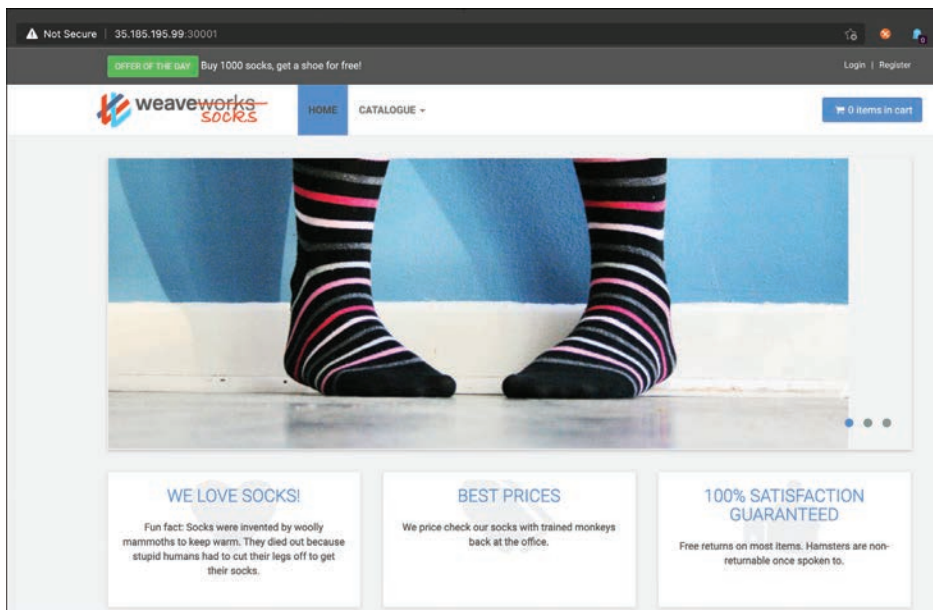 Not Secure | 35.185.195.99:30001
OFFER OF THE DAY Buy 1000 socks, get a shoe for free!
Login | Register
weaveworks
socks
HOME
CATALOGUE
0 items in cart
WE LOVE SOCKS!
Fun fact: Socks were invented by woolly
mammoths to keep warm. They died out because
stupid humans had to cut their legs off to get
their socks.
BEST PRICES
We price check our socks with trained monkeys
back at the office.
100% SATISFACTION
GUARANTEED
Free returns on most items. Hamsters are non-
returnable once spoken to.